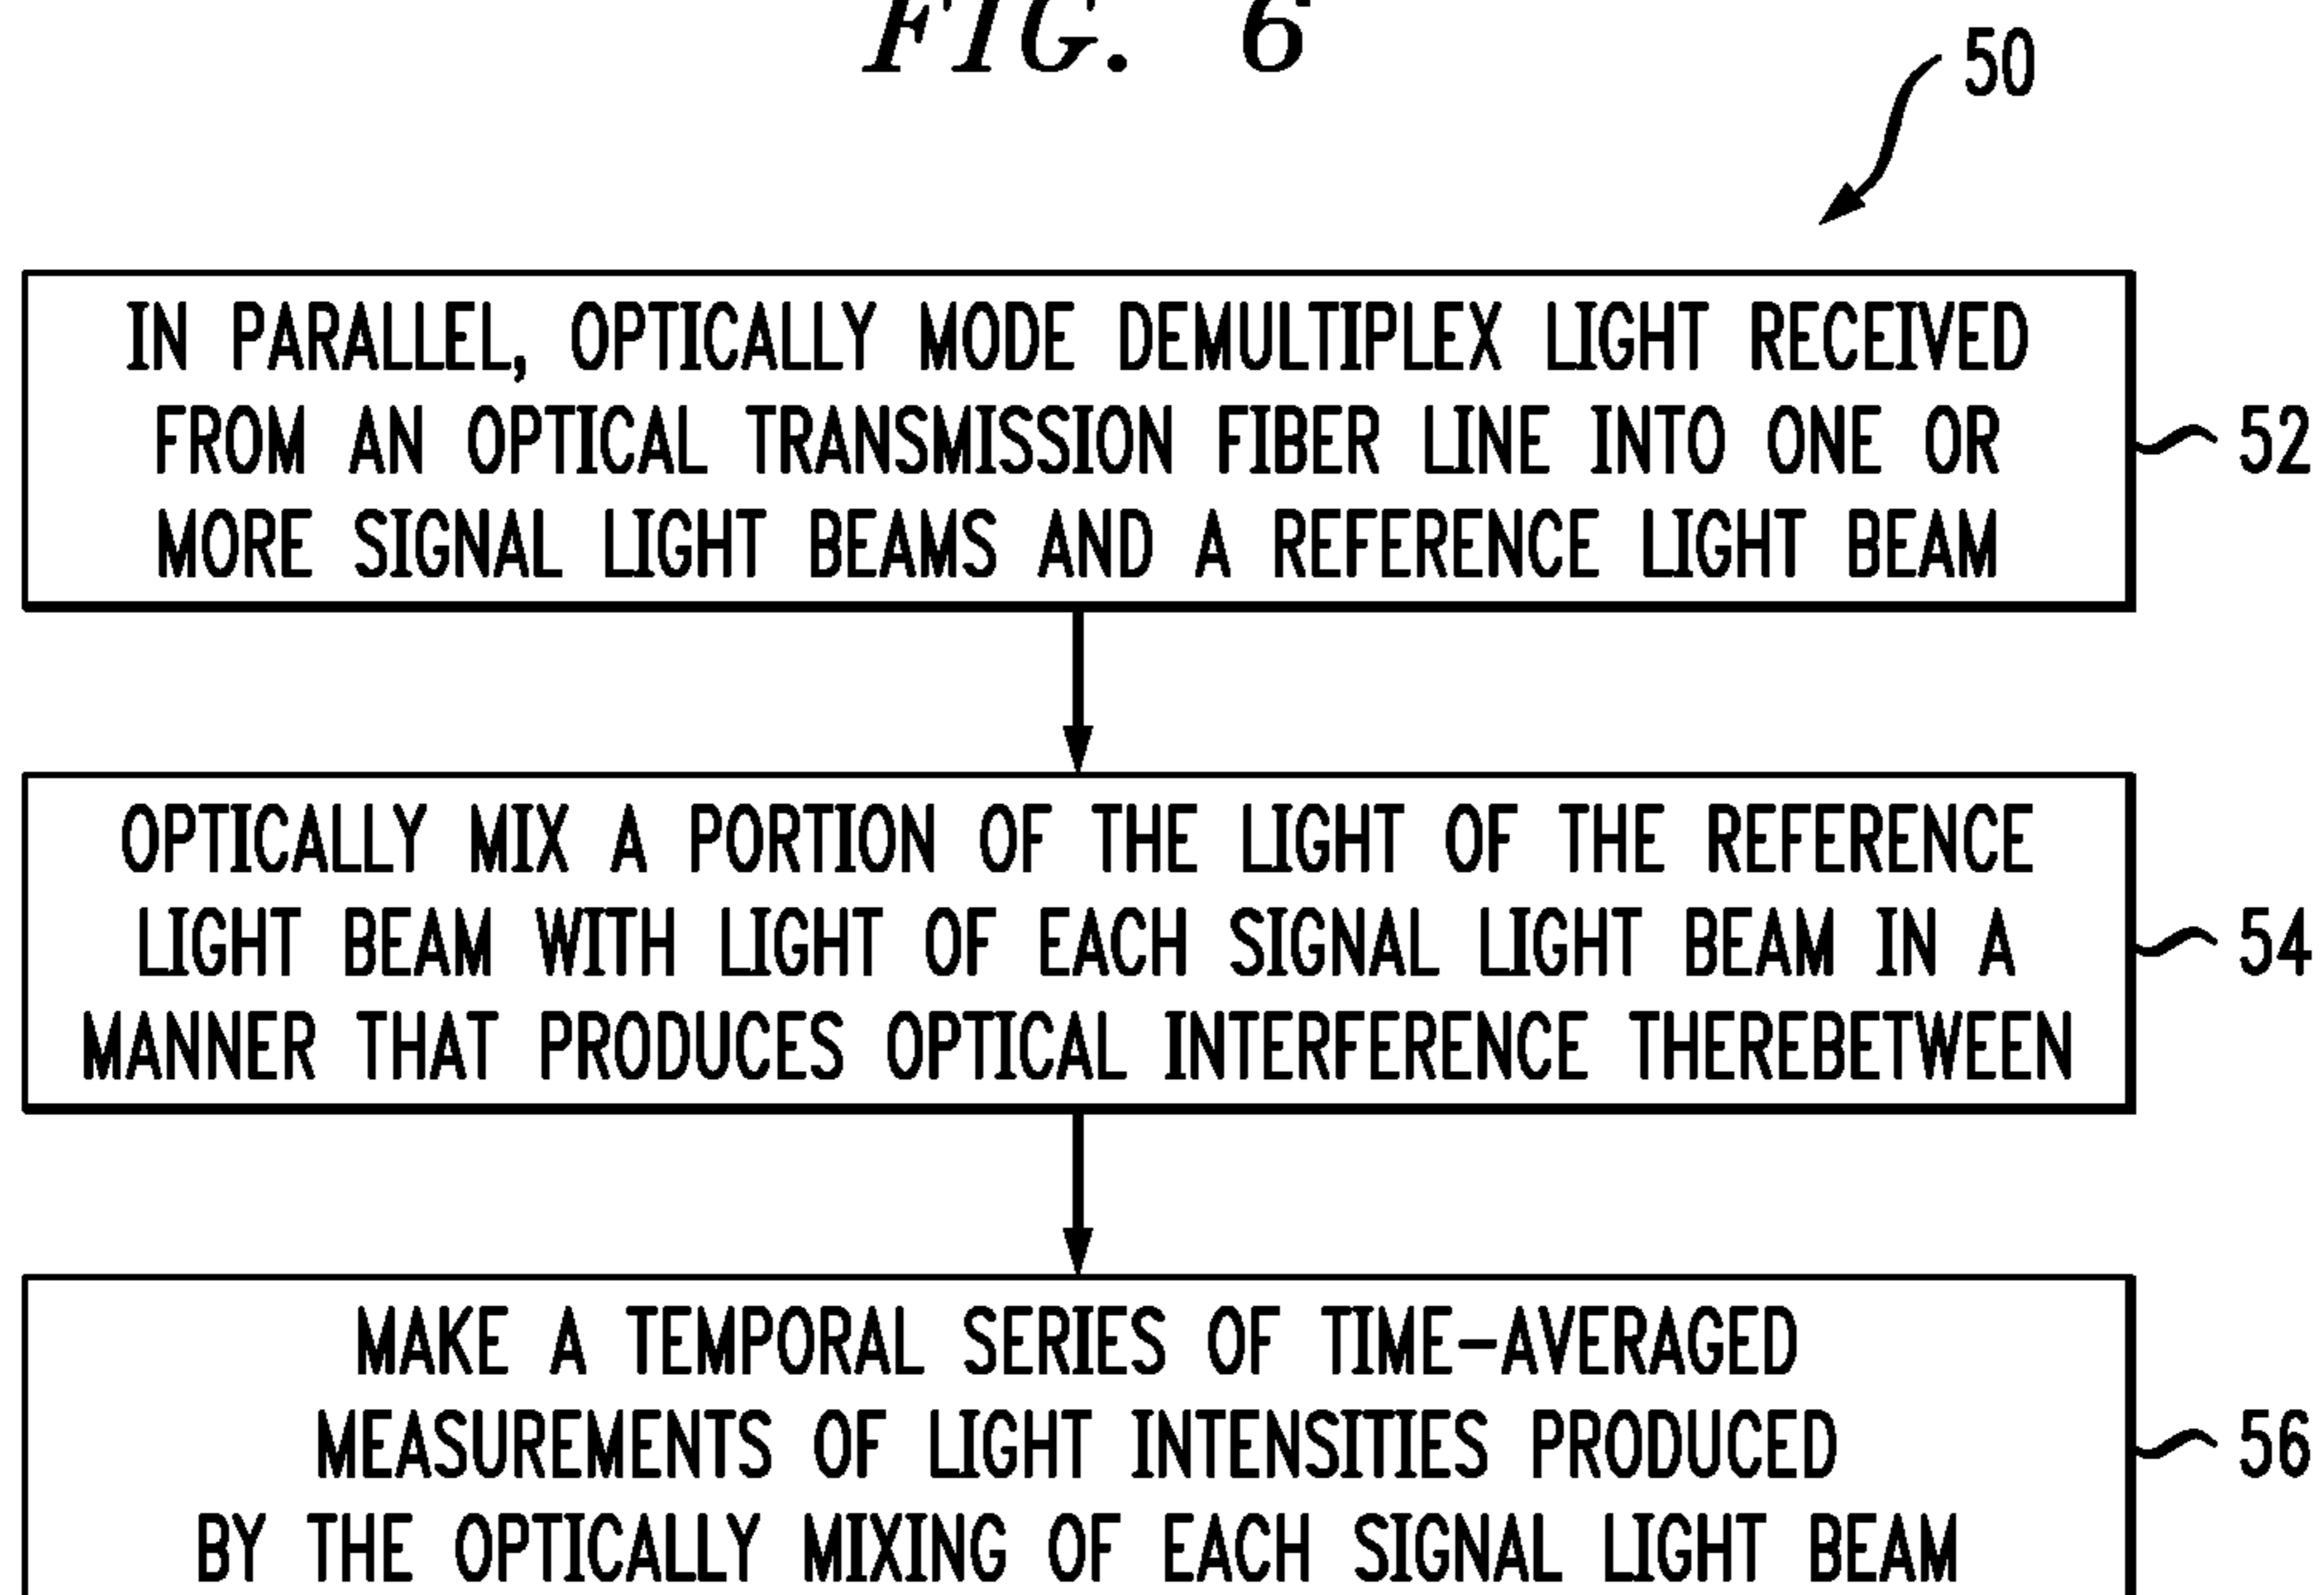 FIG. 6
50
IN PARALLEL, OPTICALLY MODE DEMULTIPLEX LIGHT RECEIVED
FROM AN OPTICAL TRANSMISSION FIBER LINE INTO ONE OR
MORE SIGNAL LIGHT BEAMS AND A REFERENCE LIGHT BEAM
52
OPTICALLY MIX A PORTION OF THE LIGHT OF THE REFERENCE
LIGHT BEAM WITH LIGHT OF EACH SIGNAL LIGHT BEAM IN A
MANNER THAT PRODUCES OPTICAL INTERFERENCE THEREBETWEEN
54
MAKE A TEMPORAL SERIES OF TIME-AVERAGED
MEASUREMENTS OF LIGHT INTENSITIES PRODUCED
BY THE OPTICALLY MIXING OF EACH SIGNAL LIGHT BEAM
56